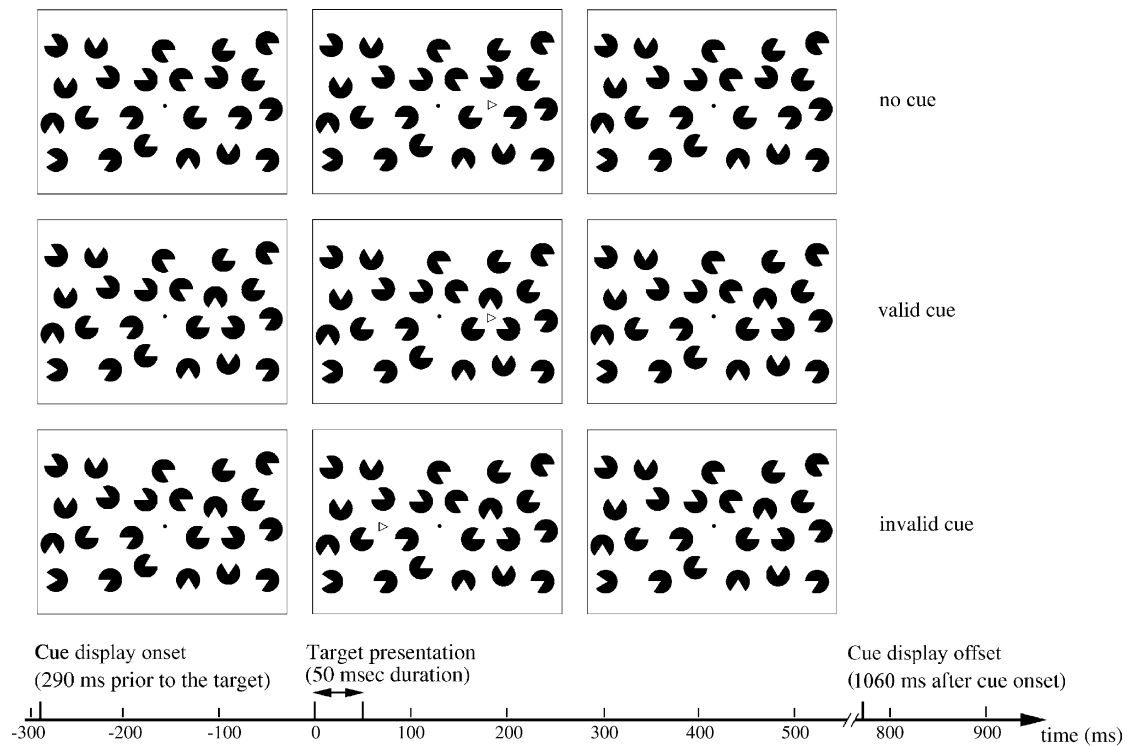 no cue
valid cue
invalid cue
Cue display onset
(290 ms prior to the target)
Target presentation
(50 msec duration)
Cue display offset
(1060 ms after cue onset)
-300 -200 -100 0 100 200 300 400 500 800 900 time (ms)